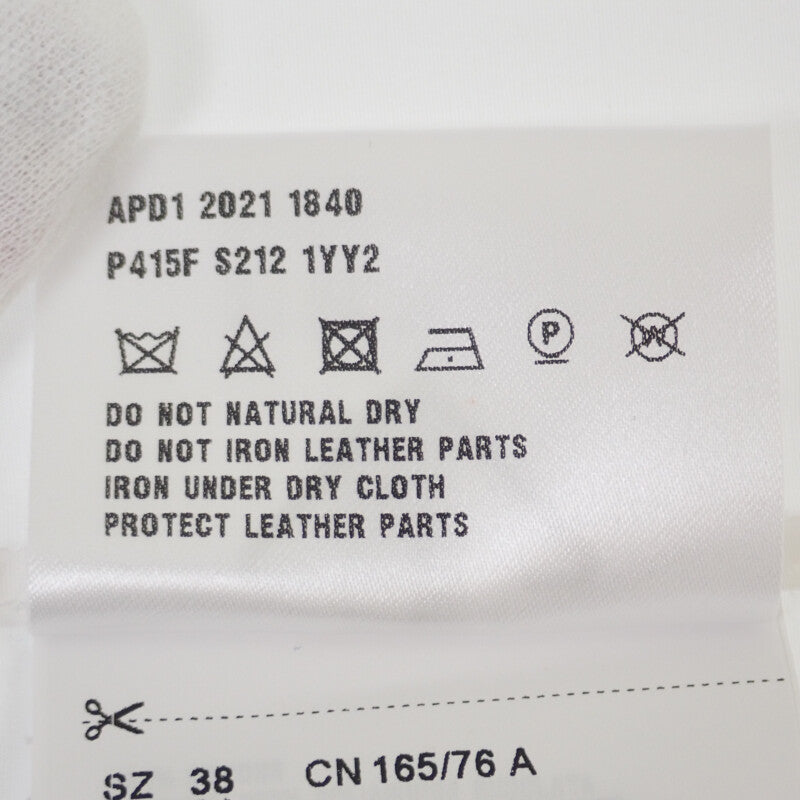 APD1 2021 1840
P415F S212 1YY2
P W
DO NOT NATURAL DRY
DO NOT IRON LEATHER PARTS
IRON UNDER DRY CLOTH
PROTECT LEATHER PARTS
SZ 38 CN 165/76 A